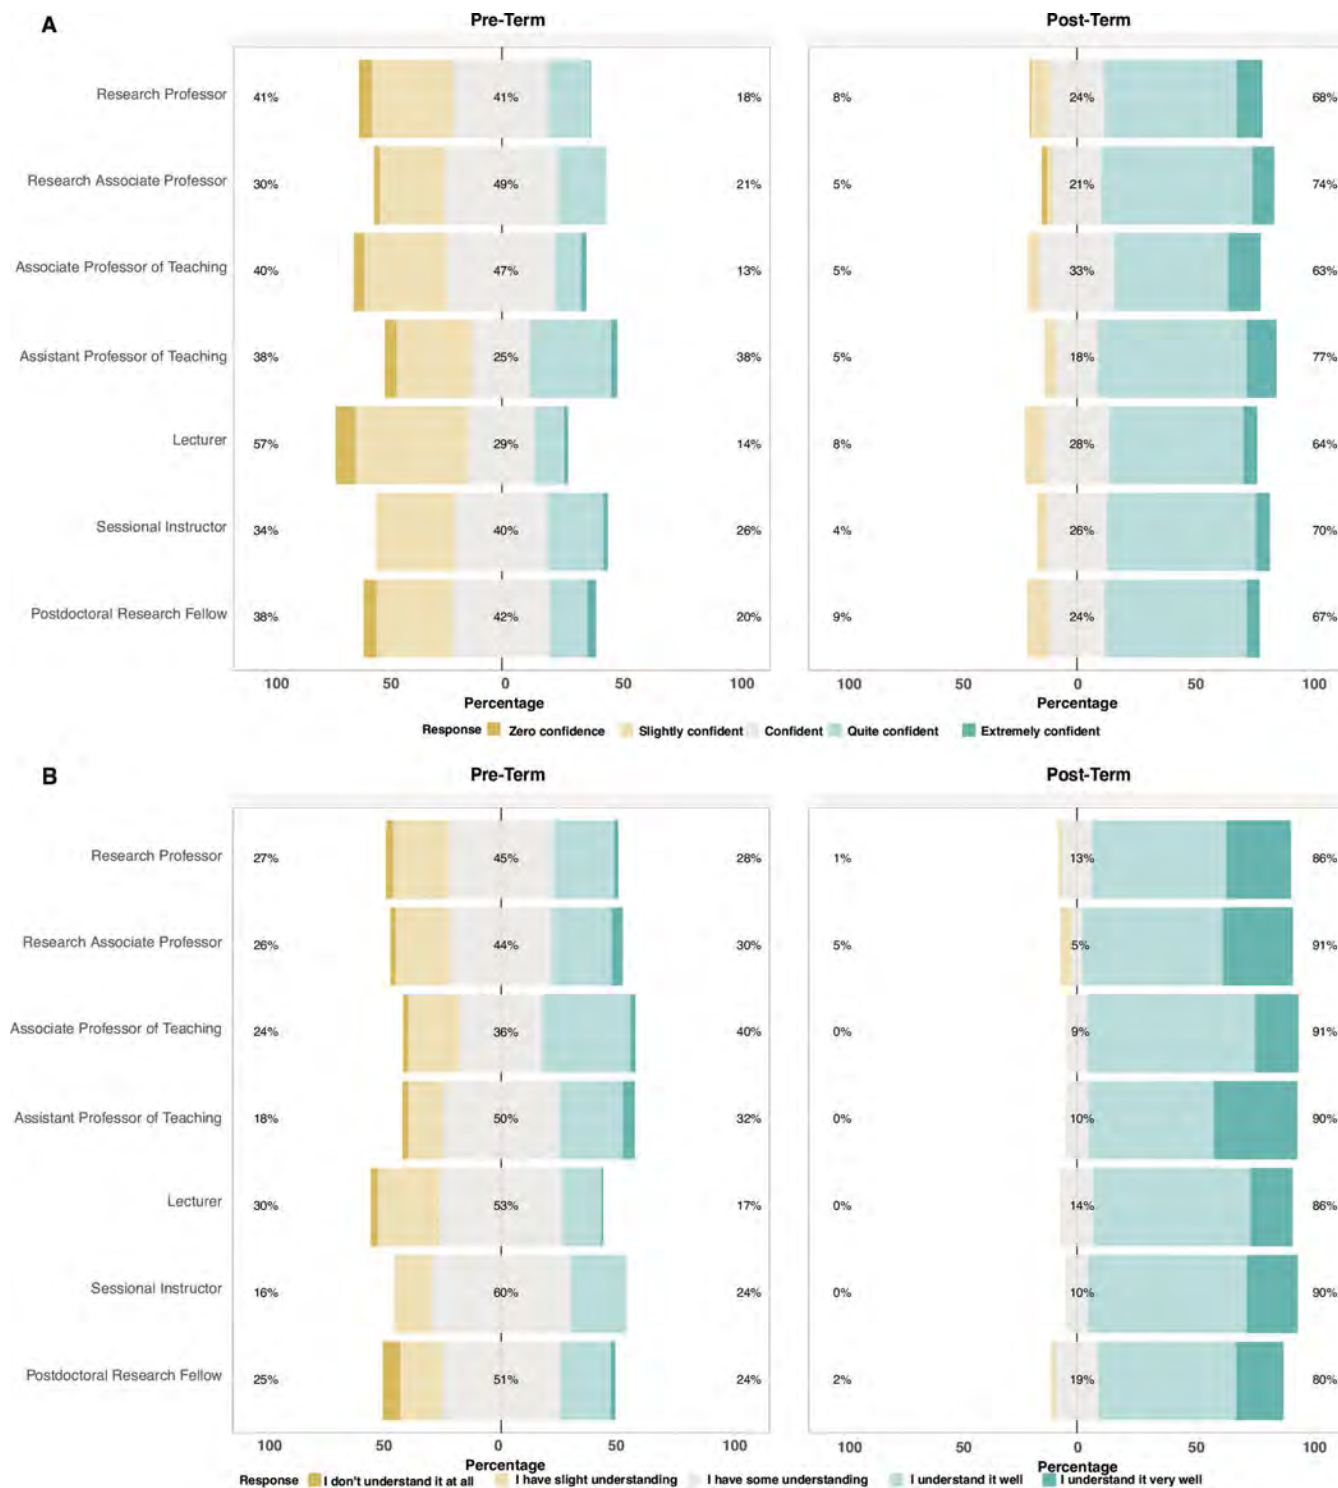 A
Pre-Term Post-Term
Research Professor 41% 41% 18% 8% 24% 68%
Research Associate Professor 30% 49% 21% 5% 21% 74%
Associate Professor of Teaching 40% 47% 13% 5% 33% 63%
Assistant Professor of Teaching 38% 25% 38% 5% 18% 77%
Lecturer 57% 29% 14% 8% 28% 64%
Sessional Instructor 34% 40% 26% 4% 26% 70%
Postdoctoral Research Fellow 38% 42% 20% 9% 24% 67%
100 50 0 50 100 100 50 0 50 100
Percentage Percentage
Response Zero confidence Slightly confident Confident Quite confident Extremely confident
B
Pre-Term Post-Term
Research Professor 27% 45% 28% 1% 13% 86%
Research Associate Professor 26% 44% 30% 5% 5% 91%
Associate Professor of Teaching 24% 36% 40% 0% 9% 91%
Assistant Professor of Teaching 18% 50% 32% 0% 10% 90%
Lecturer 30% 53% 17% 0% 14% 86%
Sessional Instructor 16% 60% 24% 0% 10% 90%
Postdoctoral Research Fellow 25% 51% 24% 2% 19% 80%
100 50 0 50 100 100 50 0 50 100
Percentage Percentage
Response I don't understand it at all I have slight understanding I have some understanding I understand it well I understand it very well